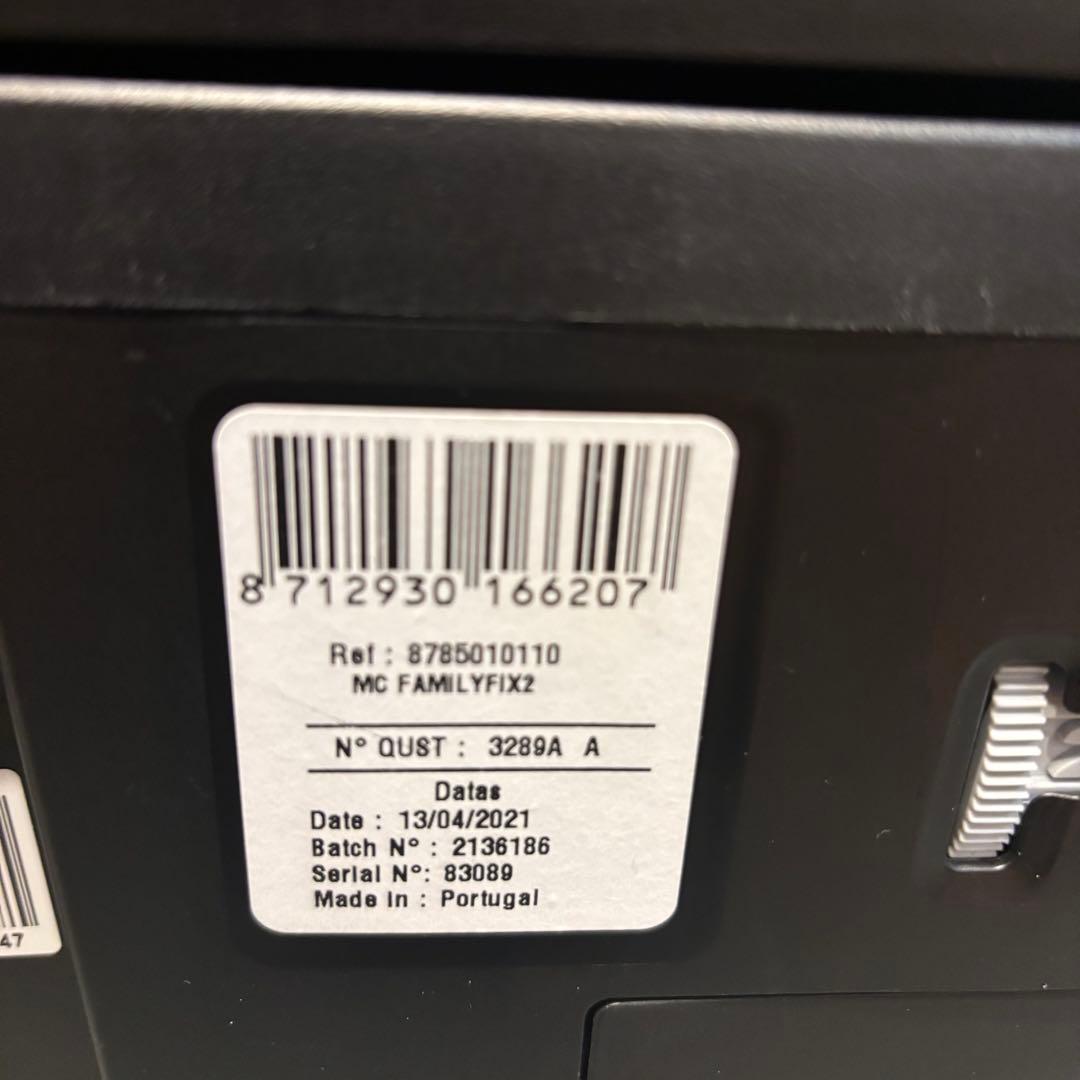 8 712930 166207
Ref : 8785010110
MC FAMILYFIX2
N° QUST : 3289A A
Datas
Date : 13/04/2021
Batch N° : 2136186
Serial N°: 83089
Made in : Portugal
47